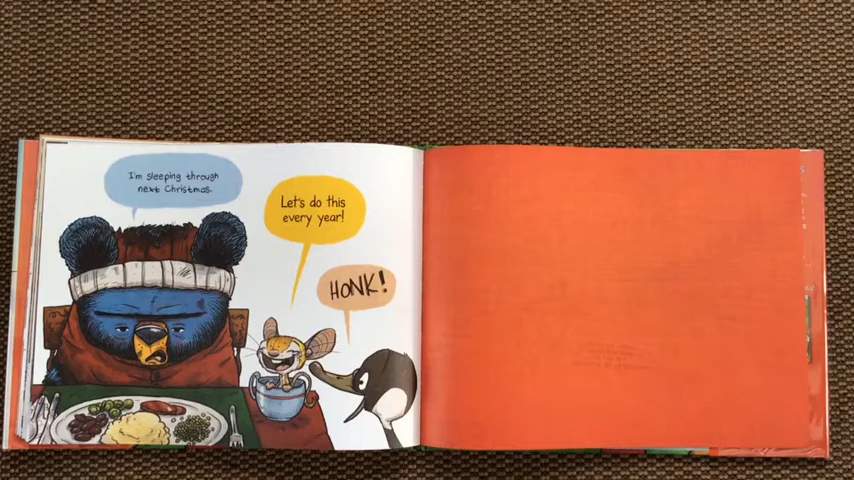 I'm sleeping through
next Christmas.
Let's do this
every year!
HONK!